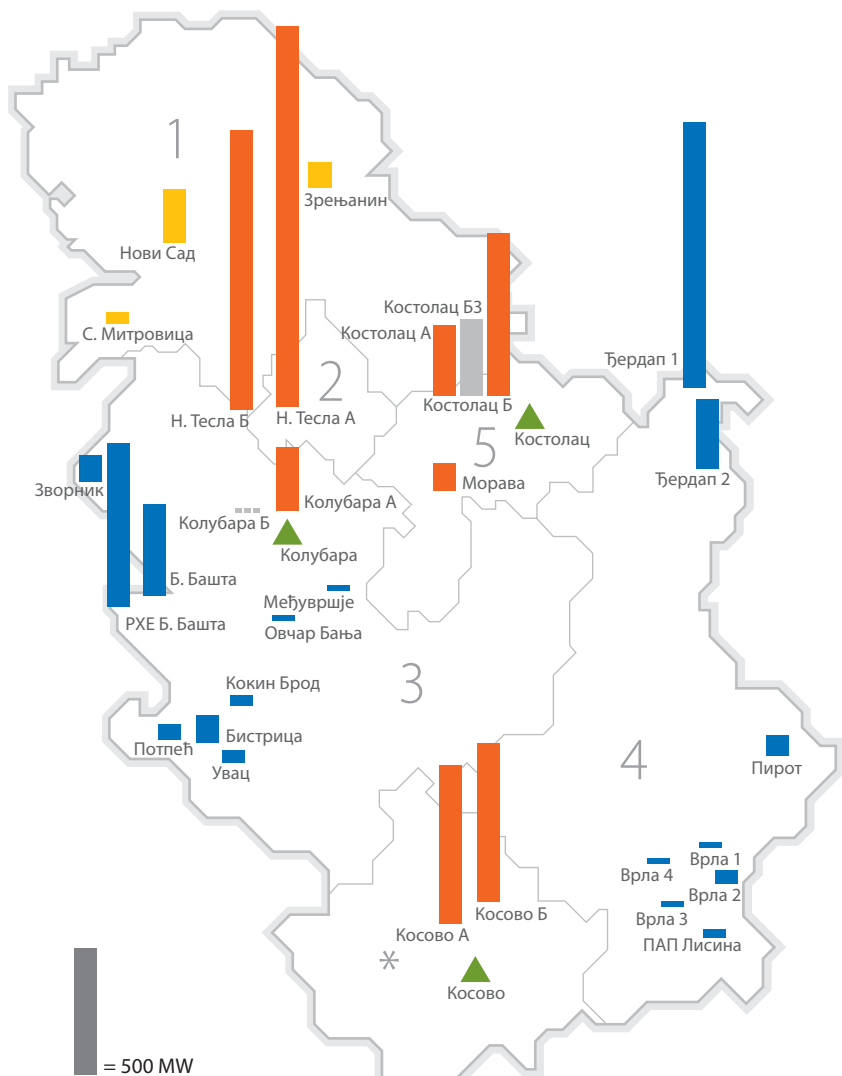 1
Зрењанин
Нови Сад
Костолац Б3
С. Митровица
Костолац А
Ђердап 1
2
Н. Тесла Б
Н. Тесла А
Костолац Б
Костолац
5
Зворник
Морава
Ђердап 2
Колубара А
Колубара Б
Колубара
Б. Башта
Међувршје
РХЕ Б. Башта
Овчар Бања
3
Кокин Брод
Бистрица
Потпећ
Увац
4
Пирот
Врла 1
Врла 4
Врла 2
Врла 3
Косово Б
Косово А
ПАП Лисина
*
Косово
= 500 MW